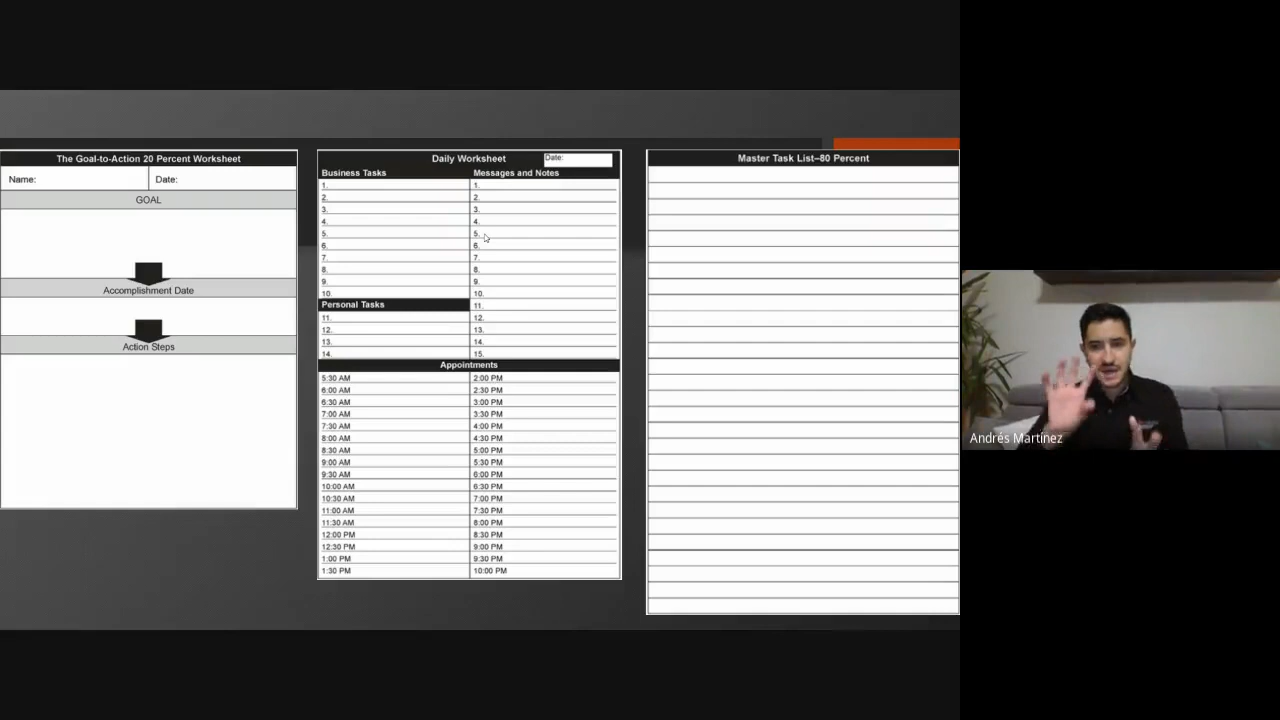 The Goal-to-Action 20 Percent Worksheet
Name:
Date:
GOAL
Accomplishment Date
Action Steps
Daily Worksheet
Date:
Business Tasks
1.
2.
3.
4.
5.
6.
7.
8.
9.
10.
Personal Tasks
11.
12.
13.
14.
Messages and Notes
1.
2.
3.
4.
5.
6.
7.
8.
9.
10.
11.
12.
13.
14.
15.
Appointments
5:30 AM
6:00 AM
6:30 AM
7:00 AM
7:30 AM
8:00 AM
8:30 AM
9:00 AM
9:30 AM
10:00 AM
10:30 AM
11:00 AM
11:30 AM
12:00 PM
12:30 PM
1:00 PM
1:30 PM
2:00 PM
2:30 PM
3:00 PM
3:30 PM
4:00 PM
4:30 PM
5:00 PM
5:30 PM
6:00 PM
6:30 PM
7:00 PM
7:30 PM
8:00 PM
8:30 PM
9:00 PM
9:30 PM
10:00 PM
Master Task List–80 Percent
Andrés Martínez